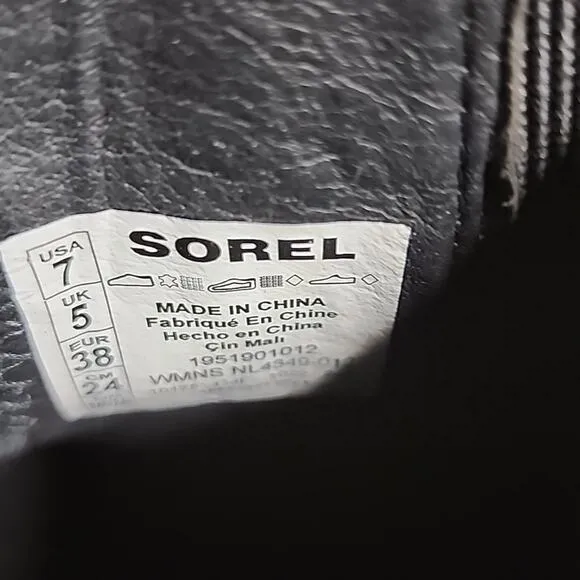 USA
7
UK
5
EUR
38
CM
24
SOREL
MADE IN CHINA
Fabriqué En Chine
Hecho en China
Çin Malı
1951901012
WMNS NL4349-01